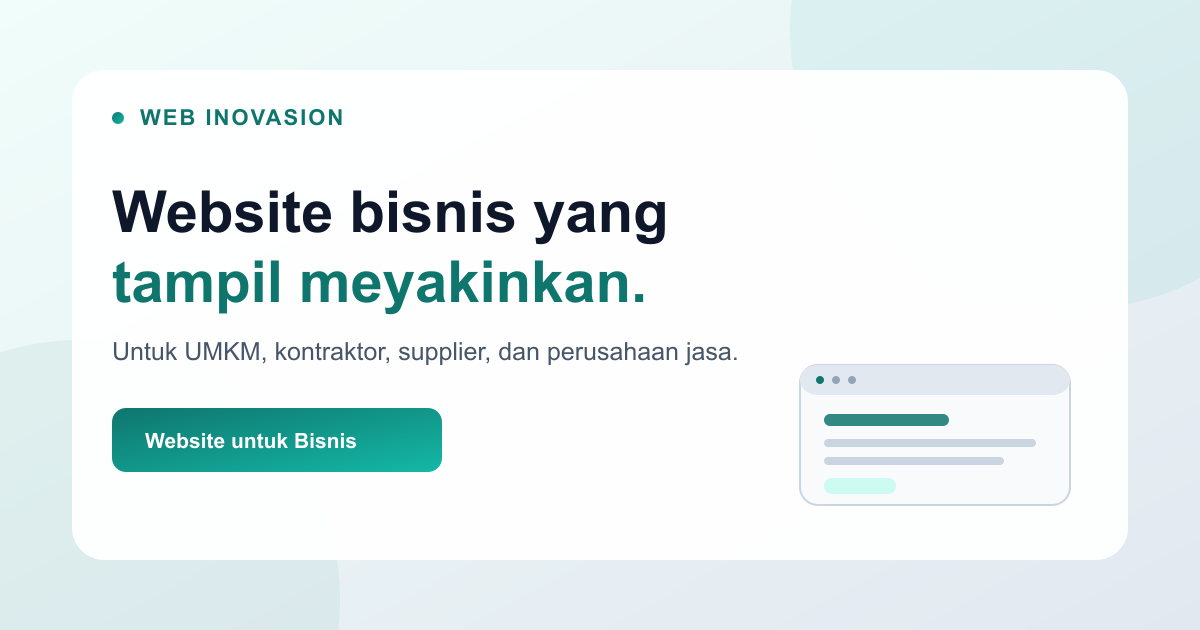 WEB INOVASION
Website bisnis yang
tampil meyakinkan.
Untuk UMKM, kontraktor, supplier, dan perusahaan jasa.
Website untuk Bisnis